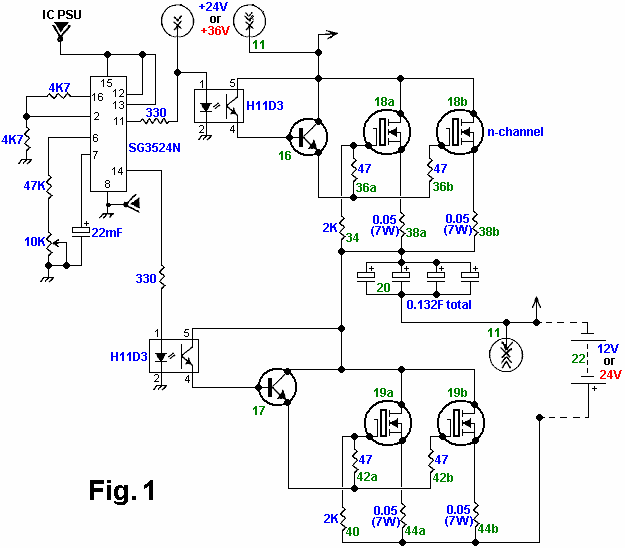 IC PSU
+24V
or
+36V
11
15
12
13
16
2
11
6
7
14
8
4K7
4K7
330
SG3524N
47K
10K
22mF
330
1
5
2
4
H11D3
16
18a
18b
n-channel
47
36a
47
36b
2K
34
0.05
(7W)
38a
0.05
(7W)
38b
20
0.132F total
11
22
12V
or
24V
+
+
+
+
+
+
1
5
2
4
H11D3
17
19a
19b
47
42a
47
42b
2K
40
0.05
(7W)
44a
0.05
(7W)
44b
Fig. 1